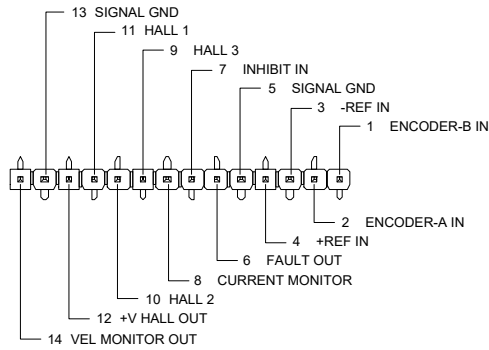 13 SIGNAL GND
11 HALL 1
9 HALL 3
7 INHIBIT IN
5 SIGNAL GND
3 -REF IN
1 ENCODER-B IN
2 ENCODER-A IN
4 +REF IN
6 FAULT OUT
8 CURRENT MONITOR
10 HALL 2
12 +V HALL OUT
14 VEL MONITOR OUT